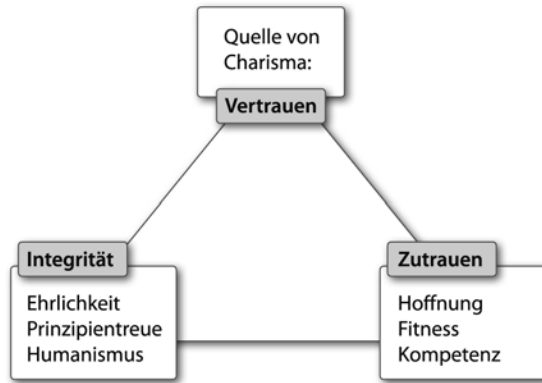 Quelle von
Charisma:
Vertrauen
Integrität
Ehrlichkeit
Prinzipientreue
Humanismus
Zutrauen
Hoffnung
Fitness
Kompetenz